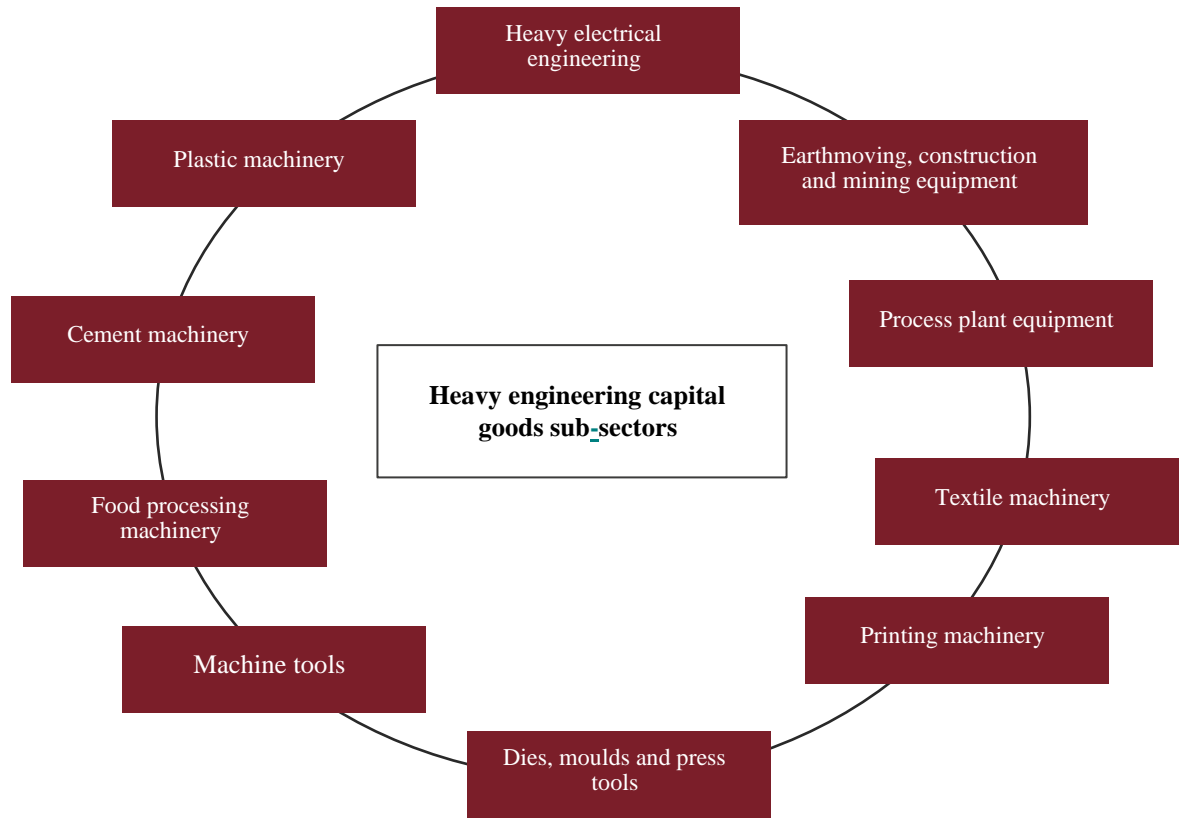 Heavy electrical
engineering
Plastic machinery
Earthmoving, construction
and mining equipment
Cement machinery
Process plant equipment
Heavy engineering capital
goods sub-sectors
Food processing
machinery
Textile machinery
Machine tools
Printing machinery
Dies, moulds and press
tools